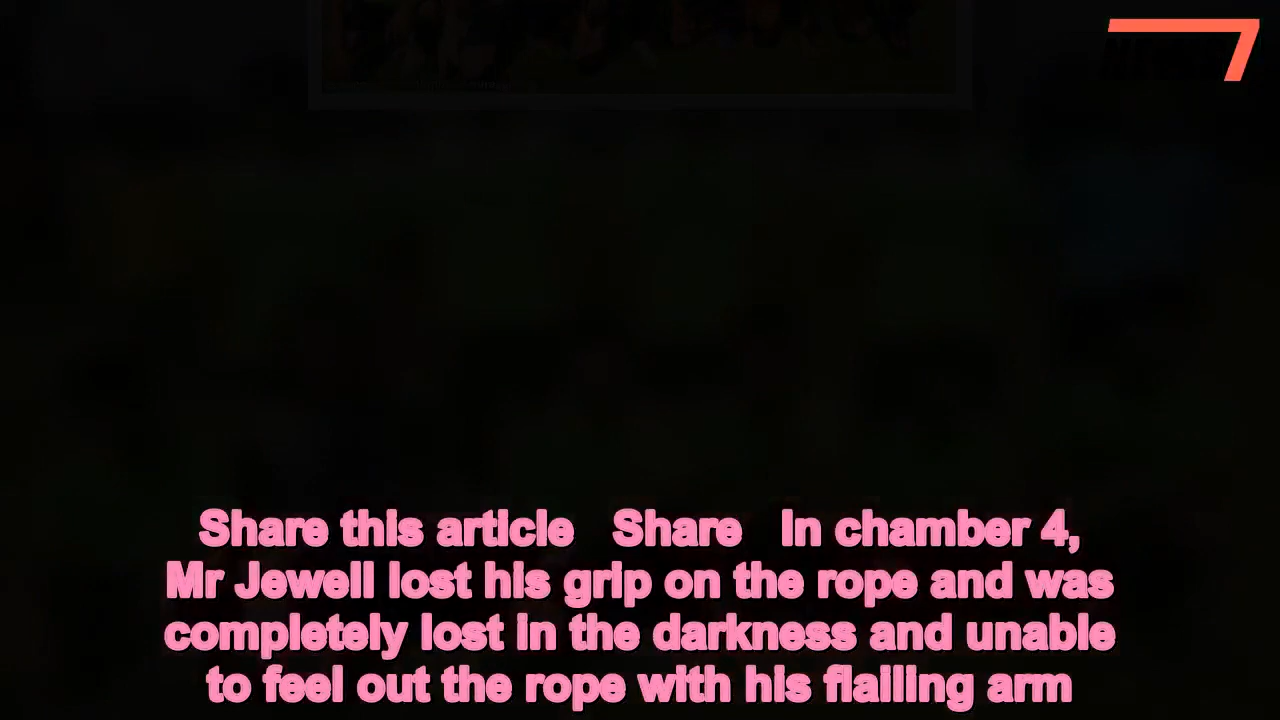 Share this article Share In chamber 4,
Mr Jewell lost his grip on the rope and was
completely lost in the darkness and unable
to feel out the rope with his flailing arm